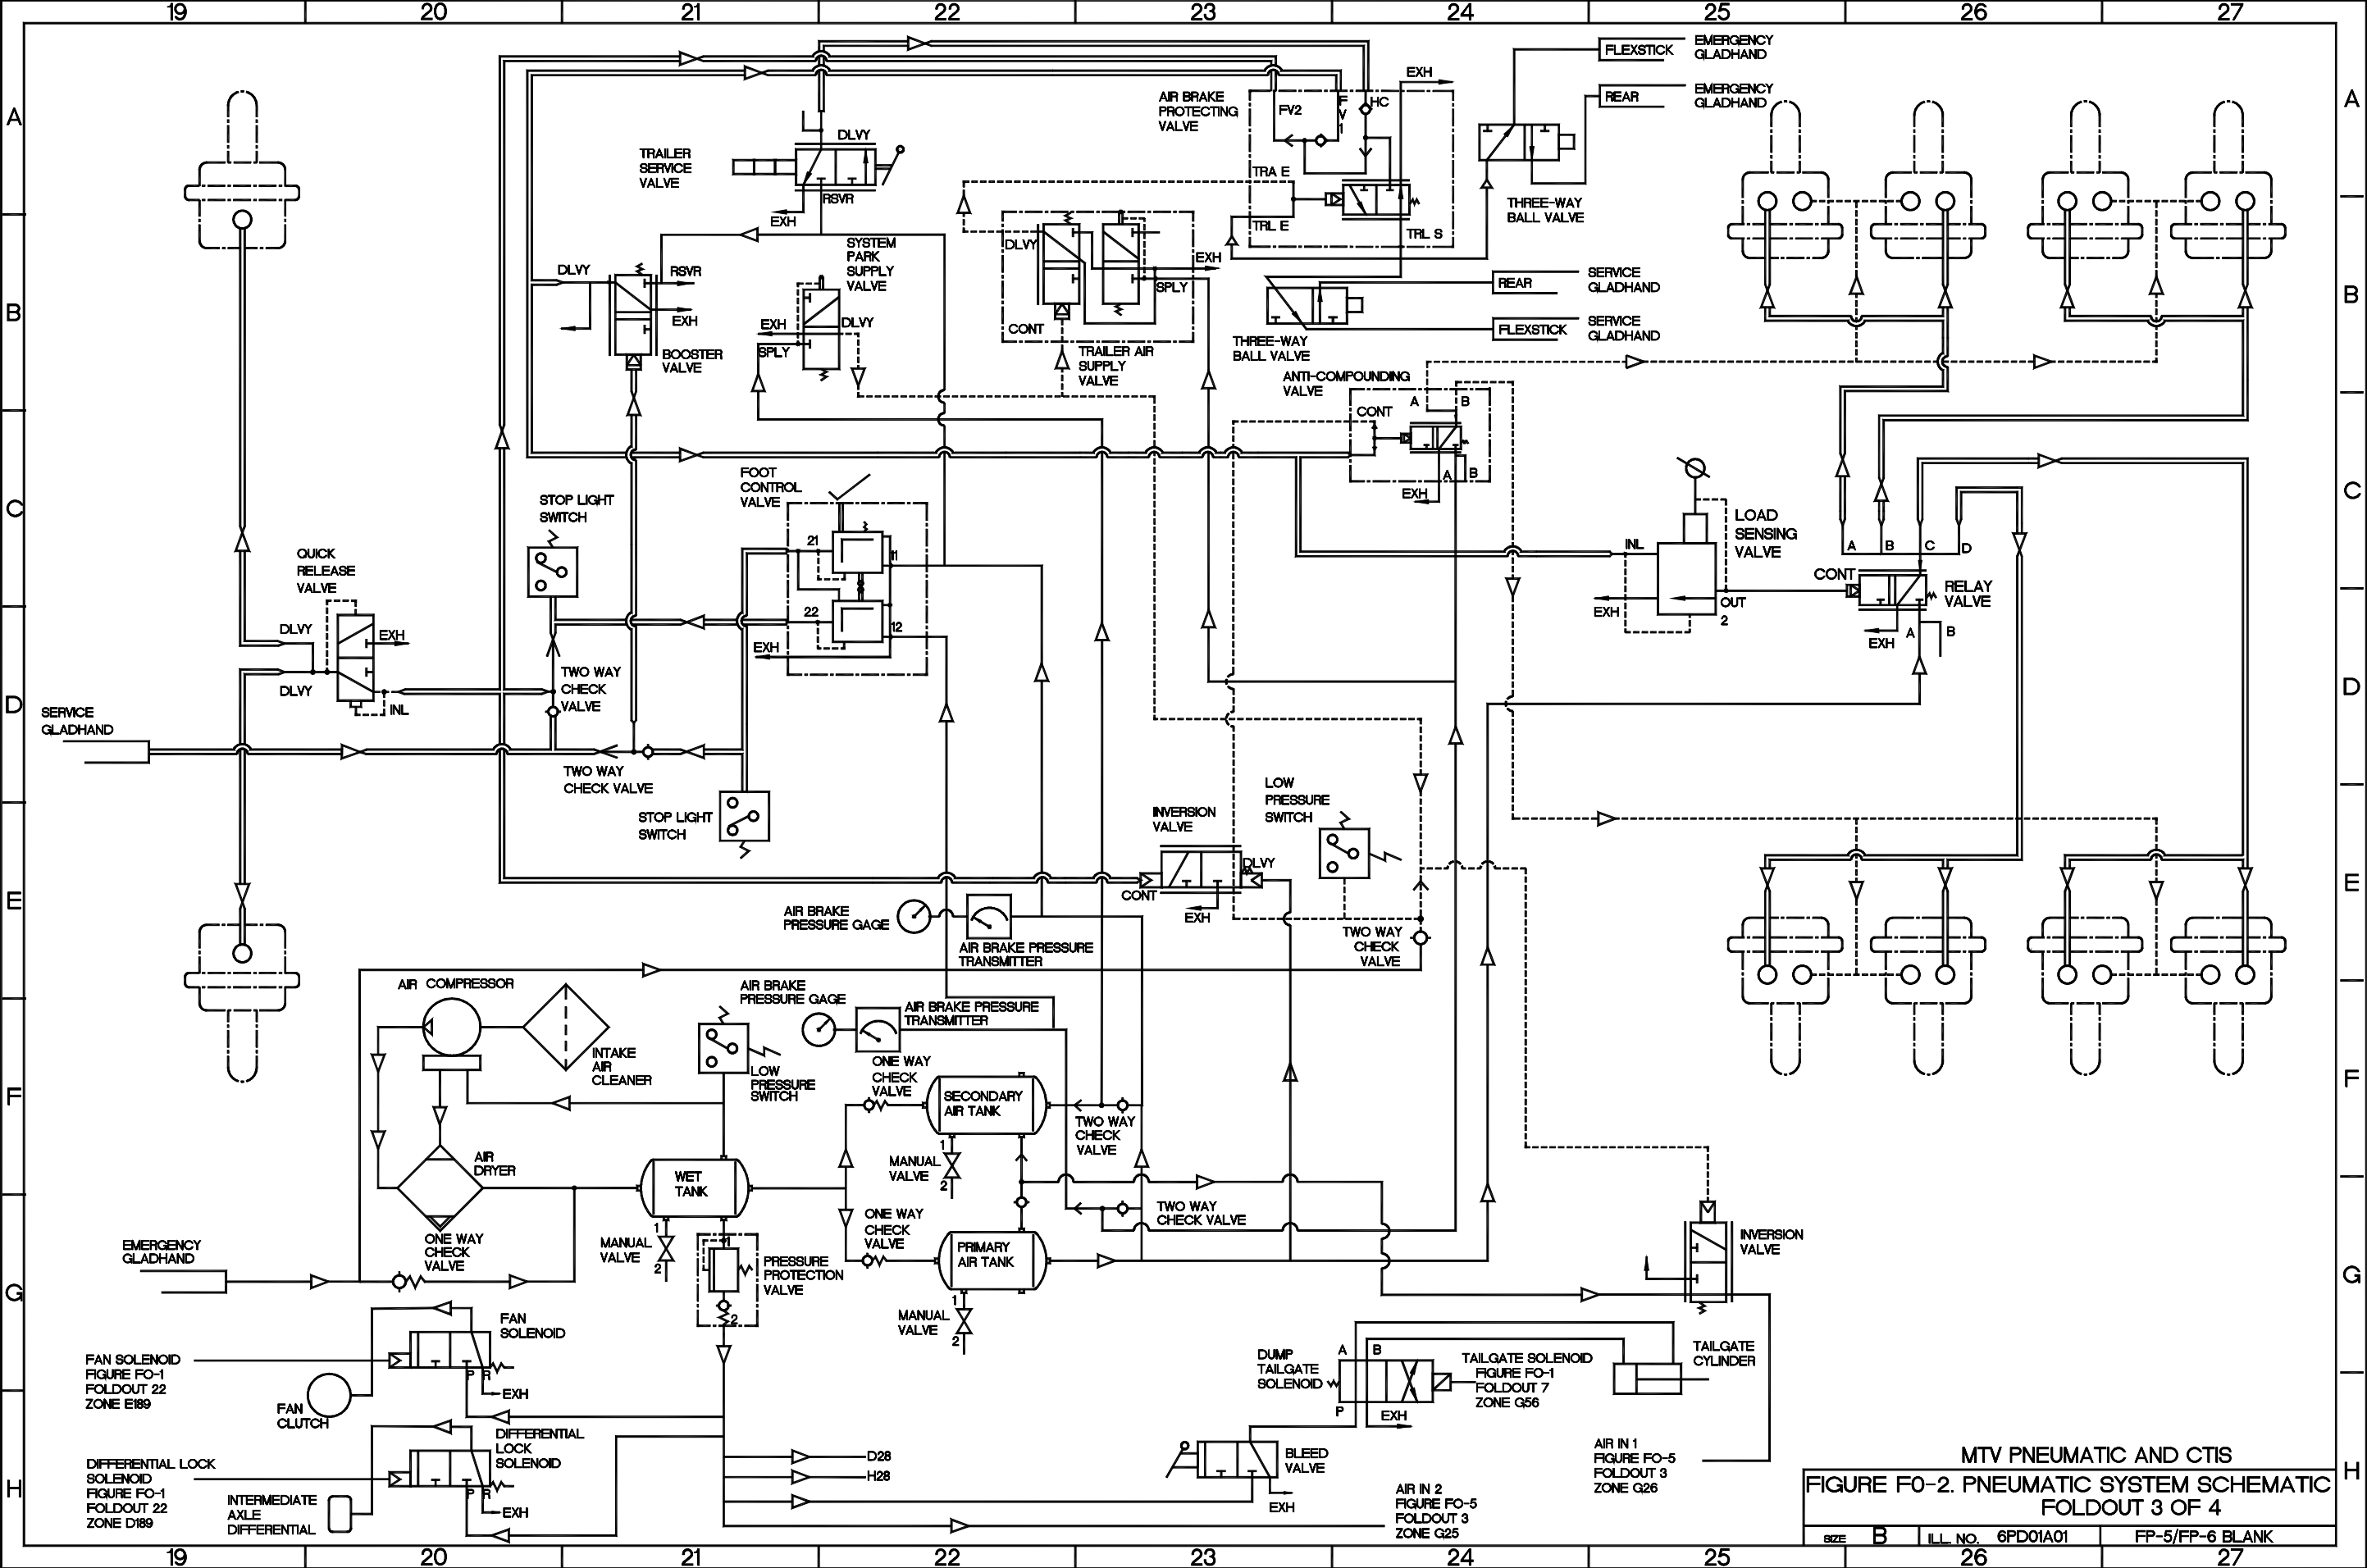 19 20 21 22 23 24 25 26 27
A
B
C
D
E
F
G
H
A
B
C
D
E
F
G
H
FLEXSTICK
EMERGENCY
GLADHAND
REAR
EMERGENCY
GLADHAND
AIR BRAKE
PROTECTING
VALVE
FV2
F
V
1
HC
EXH
TRA E
TRL E
TRL S
THREE-WAY
BALL VALVE
TRAILER
SERVICE
VALVE
DLVY
RSVR
EXH
SYSTEM
PARK
SUPPLY
VALVE
DLVY
EXH
SPLY
DLVY
RSVR
EXH
BOOSTER
VALVE
DLVY
EXH
SPLY
CONT
TRAILER AIR
SUPPLY
VALVE
REAR
SERVICE
GLADHAND
FLEXSTICK
SERVICE
GLADHAND
THREE-WAY
BALL VALVE
ANTI-COMPOUNDING
VALVE
CONT
A
B
A
B
EXH
FOOT
CONTROL
VALVE
21
11
22
12
EXH
STOP LIGHT
SWITCH
QUICK
RELEASE
VALVE
DLVY
EXH
DLVY
INL
TWO WAY
CHECK
VALVE
SERVICE
GLADHAND
TWO WAY
CHECK VALVE
STOP LIGHT
SWITCH
LOAD
SENSING
VALVE
INL
EXH
OUT
2
A B C D
CONT
RELAY
VALVE
EXH
A
B
INVERSION
VALVE
DLVY
CONT
EXH
LOW
PRESSURE
SWITCH
TWO WAY
CHECK
VALVE
AIR BRAKE
PRESSURE GAGE
AIR BRAKE PRESSURE
TRANSMITTER
AIR COMPRESSOR
INTAKE
AIR
CLEANER
AIR BRAKE
PRESSURE GAGE
AIR BRAKE PRESSURE
TRANSMITTER
LOW
PRESSURE
SWITCH
ONE WAY
CHECK
VALVE
SECONDARY
AIR TANK
TWO WAY
CHECK
VALVE
MANUAL
VALVE
1
2
AIR
DRYER
WET
TANK
ONE WAY
CHECK
VALVE
PRIMARY
AIR TANK
TWO WAY
CHECK VALVE
MANUAL
VALVE
1
2
MANUAL
VALVE
1
2
PRESSURE
PROTECTION
VALVE
1
2
EMERGENCY
GLADHAND
ONE WAY
CHECK
VALVE
FAN
SOLENOID
FAN SOLENOID
FIGURE FO-1
FOLDOUT 22
ZONE E189
P R
EXH
FAN
CLUTCH
DIFFERENTIAL
LOCK
SOLENOID
DIFFERENTIAL LOCK
SOLENOID
FIGURE FO-1
FOLDOUT 22
ZONE D189
P R
EXH
INTERMEDIATE
AXLE
DIFFERENTIAL
D28
H28
INVERSION
VALVE
DUMP
TAILGATE
SOLENOID
A
B
P
EXH
TAILGATE SOLENOID
FIGURE FO-1
FOLDOUT 7
ZONE G56
TAILGATE
CYLINDER
BLEED
VALVE
EXH
AIR IN 2
FIGURE FO-5
FOLDOUT 3
ZONE G25
AIR IN 1
FIGURE FO-5
FOLDOUT 3
ZONE G26
MTV PNEUMATIC AND CTIS
FIGURE FO-2. PNEUMATIC SYSTEM SCHEMATIC
FOLDOUT 3 OF 4
SIZE B ILL. NO. 6PD01A01 FP-5/FP-6 BLANK
19 20 21 22 23 24 25 26 27